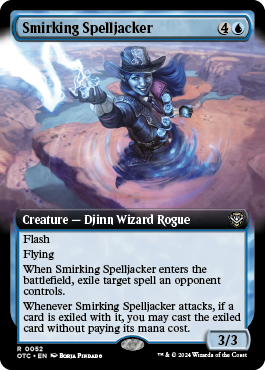 Smirking Spelljacker 4
Creature — Djinn Wizard Rogue
Flash
Flying
When Smirking Spelljacker enters the
battlefield, exile target spell an opponent
controls.
Whenever Smirking Spelljacker attacks, if a
card is exiled with it, you may cast the exiled
card without paying its mana cost.
3/3
R 0052
OTC • EN Borja Pindado
™ & © 2024 Wizards of the Coast